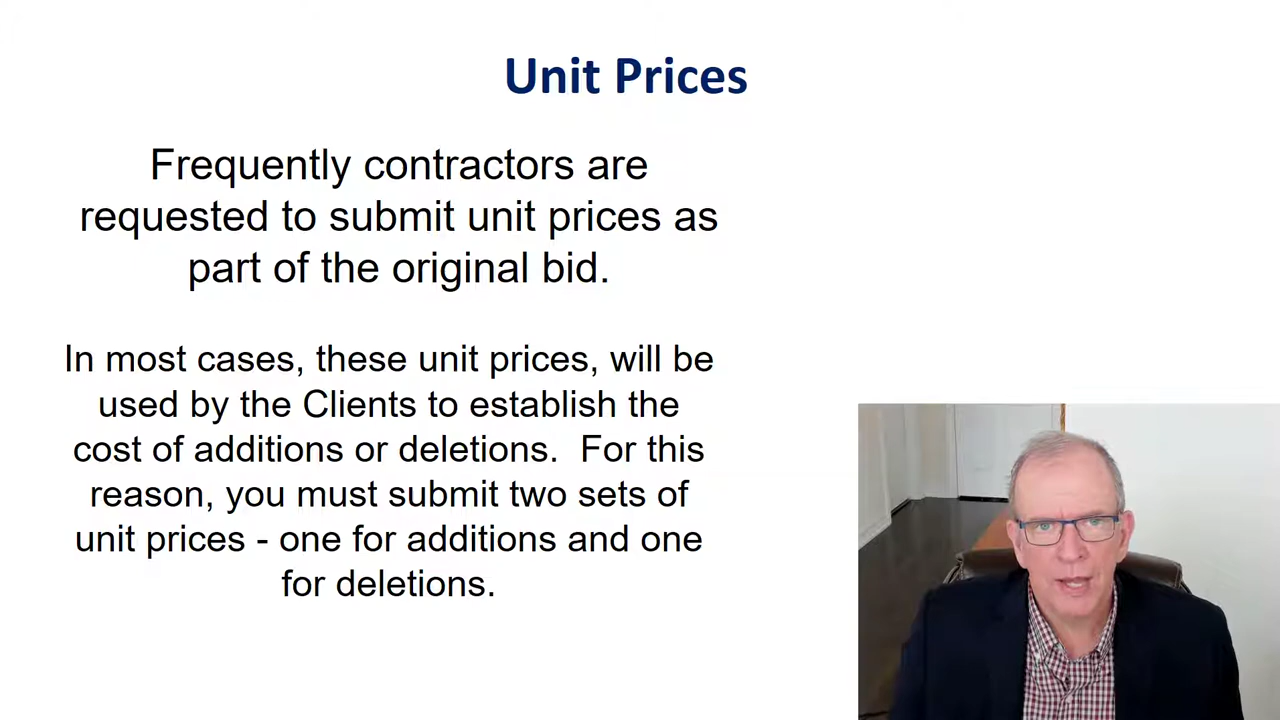 Unit Prices
Frequently contractors are
requested to submit unit prices as
part of the original bid.
In most cases, these unit prices, will be
used by the Clients to establish the
cost of additions or deletions.  For this
reason, you must submit two sets of
unit prices - one for additions and one
for deletions.